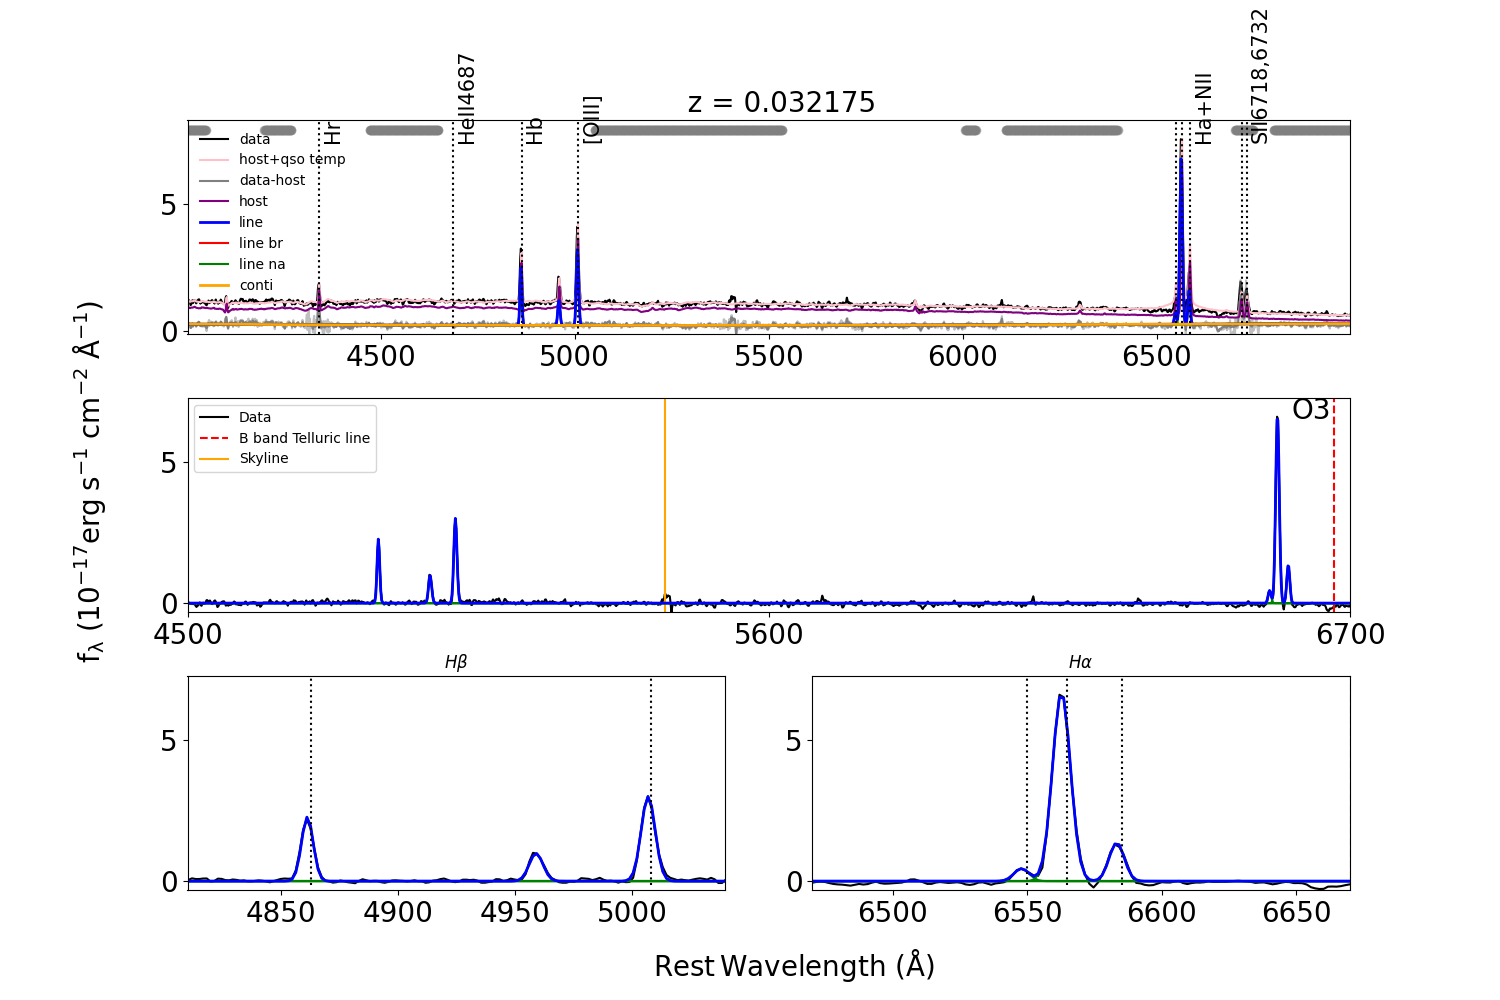 z = 0.032175
Hr
HeII4687
Hb
[OIII]
Ha+NII
SII6718,6732
data
host+qso temp
data-host
host
line
line br
line na
conti
5
0
4500 5000 5500 6000 6500
Data
B band Telluric line
Skyline
O3
5
0
4500 5600 6700
fλ (10−17erg s−1 cm−2 Å−1)
Hβ
5
0
4850 4900 4950 5000
Hα
5
0
6500 6550 6600 6650
Rest Wavelength (Å)